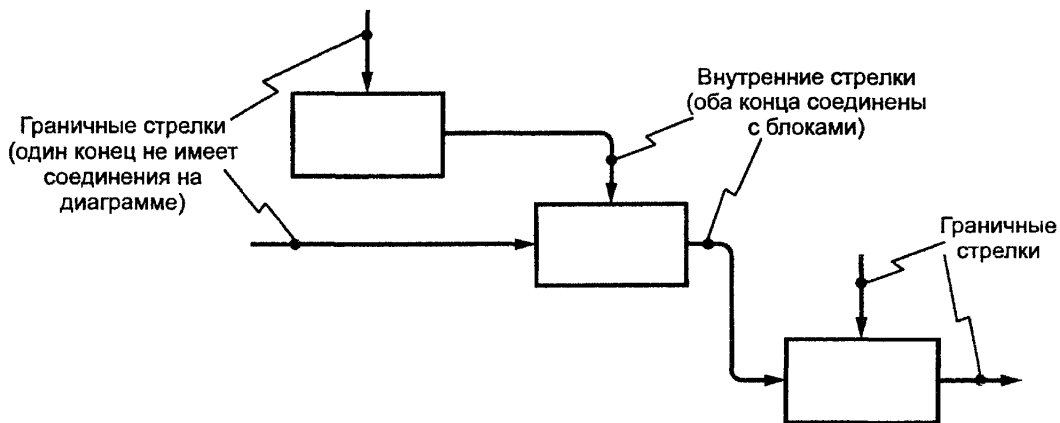 Граничные стрелки
(один конец не имеет
соединения на
диаграмме)
Внутренние стрелки
(оба конца соединены
с блоками)
Граничные
стрелки